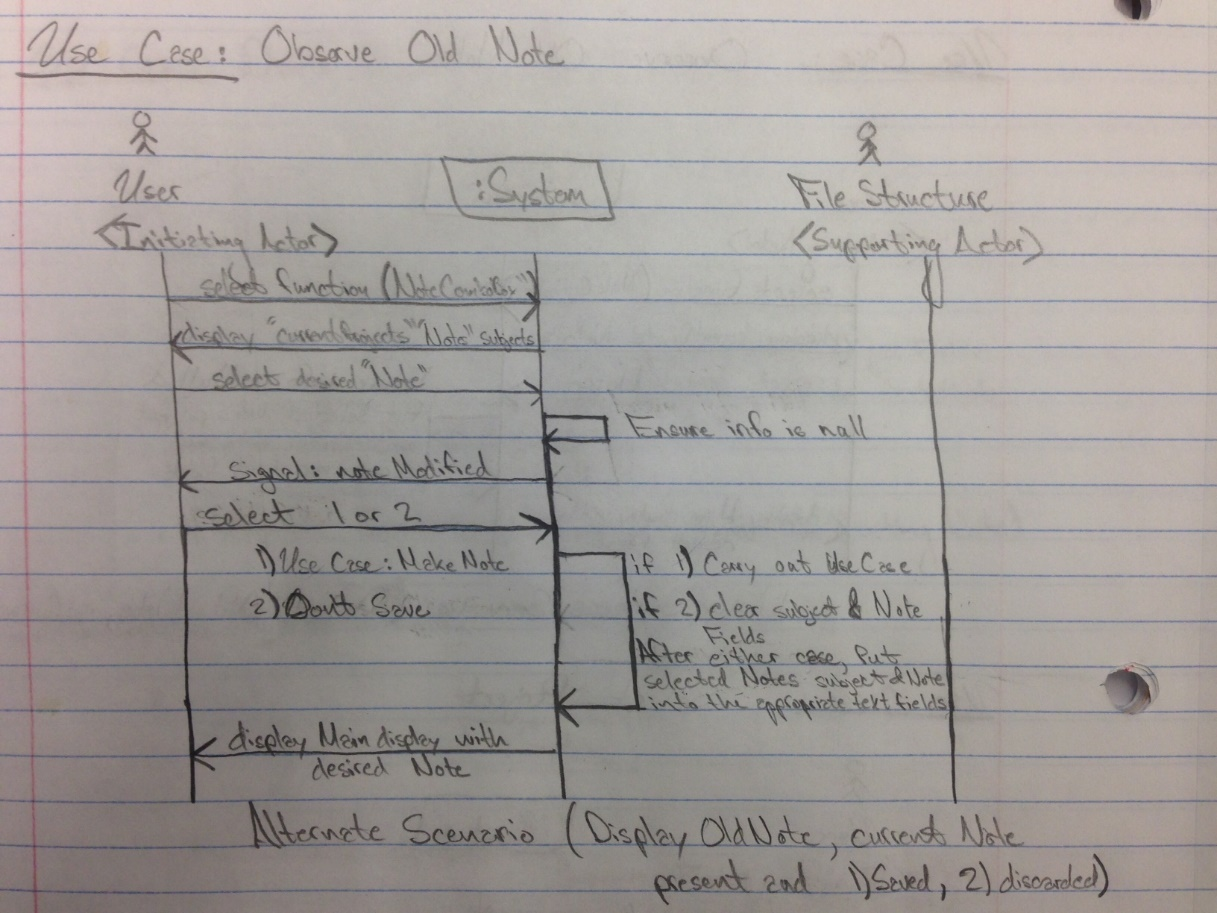 Use Case: Observe Old Note
User
:System
File Structure
<Initiating Actor>
<Supporting Actor>
select function (NoteComboBox")
display "currentProjects" "Note" subjects
select desired "Note"
Ensure info is null
Signal: note Modified
select 1 or 2
1) Use Case: Make Note
2) Don't Save
if 1) Carry out Use Case
if 2) clear subject & Note
Fields
After either case, Put
selected Notes subject & Note
into the appropriate text fields
display Main display with
desired Note
Alternate Scenario (Display Old Note, current Note
present and 1) Saved, 2) discarded)